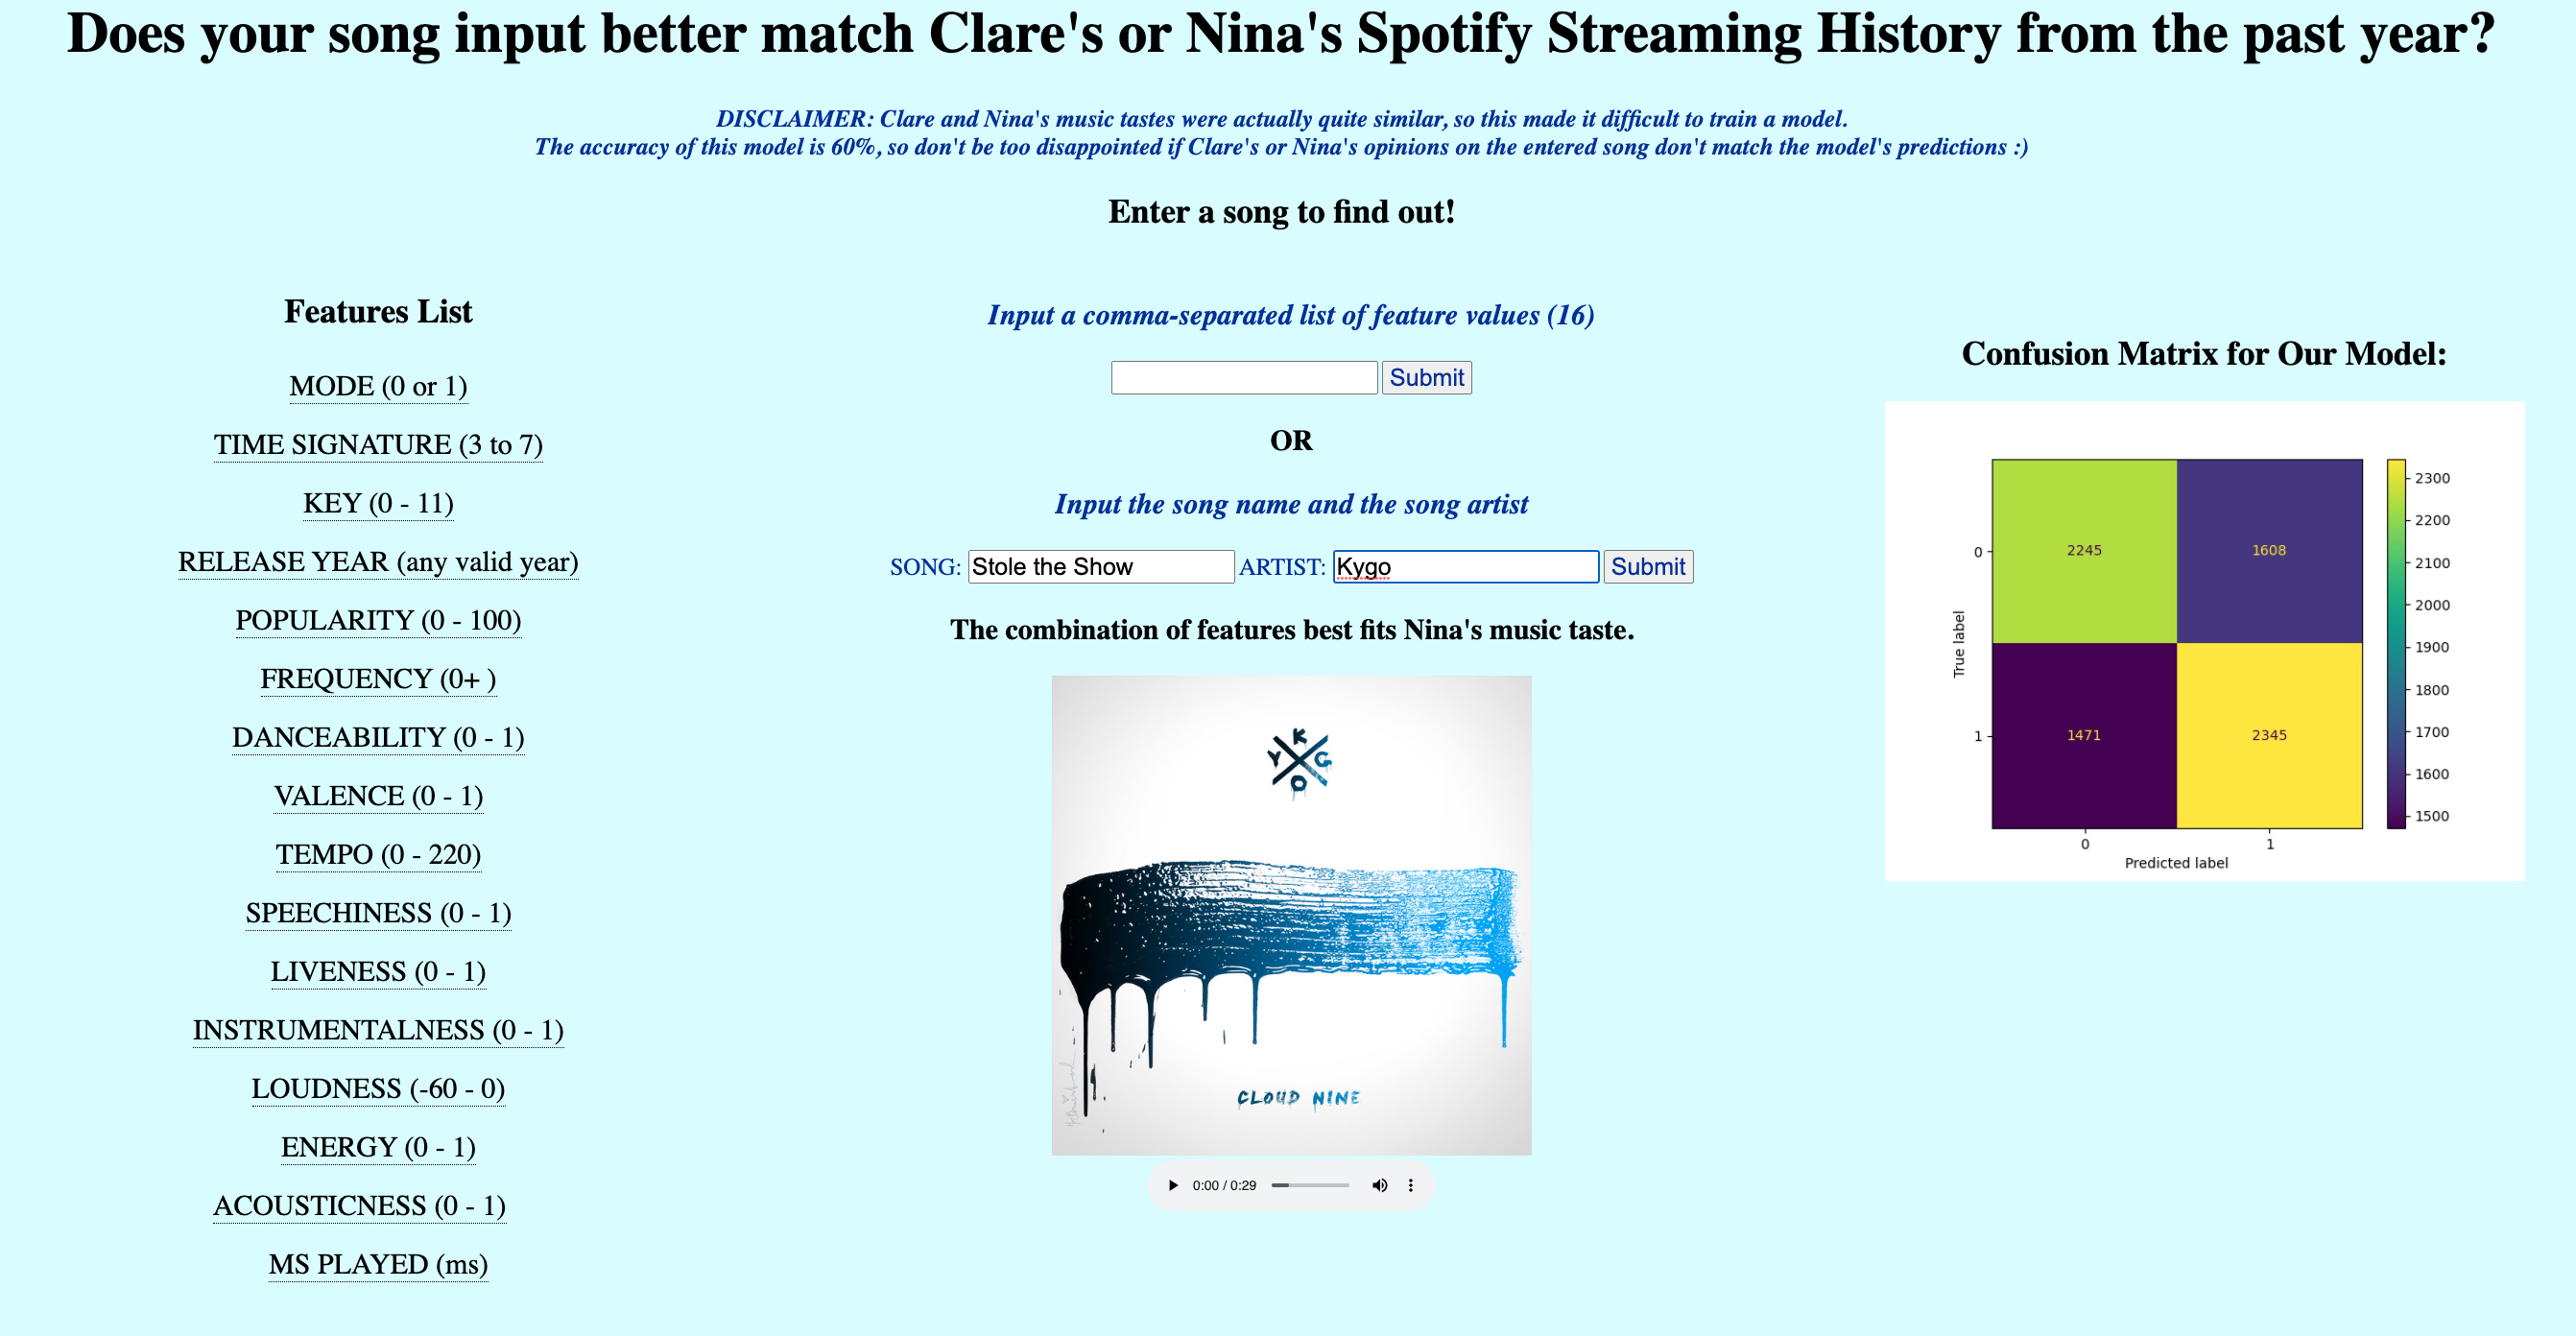 Does your song input better match Clare's or Nina's Spotify Streaming History from the past year?
DISCLAIMER: Clare and Nina's music tastes were actually quite similar, so this made it difficult to train a model.
The accuracy of this model is 60%, so don't be too disappointed if Clare's or Nina's opinions on the entered song don't match the model's predictions :)
Enter a song to find out!
Features List
MODE (0 or 1)
TIME SIGNATURE (3 to 7)
KEY (0 - 11)
RELEASE YEAR (any valid year)
POPULARITY (0 - 100)
FREQUENCY (0+ )
DANCEABILITY (0 - 1)
VALENCE (0 - 1)
TEMPO (0 - 220)
SPEECHINESS (0 - 1)
LIVENESS (0 - 1)
INSTRUMENTALNESS (0 - 1)
LOUDNESS (-60 - 0)
ENERGY (0 - 1)
ACOUSTICNESS (0 - 1)
MS PLAYED (ms)
Input a comma-separated list of feature values (16)
Submit
OR
Input the song name and the song artist
SONG: Stole the Show ARTIST: Kygo Submit
The combination of features best fits Nina's music taste.
K
Y G
O
CLOUD NINE
0:00 / 0:29
Confusion Matrix for Our Model:
True label
0
1
2245 1608
1471 2345
0 1
Predicted label
2300
2200
2100
2000
1900
1800
1700
1600
1500